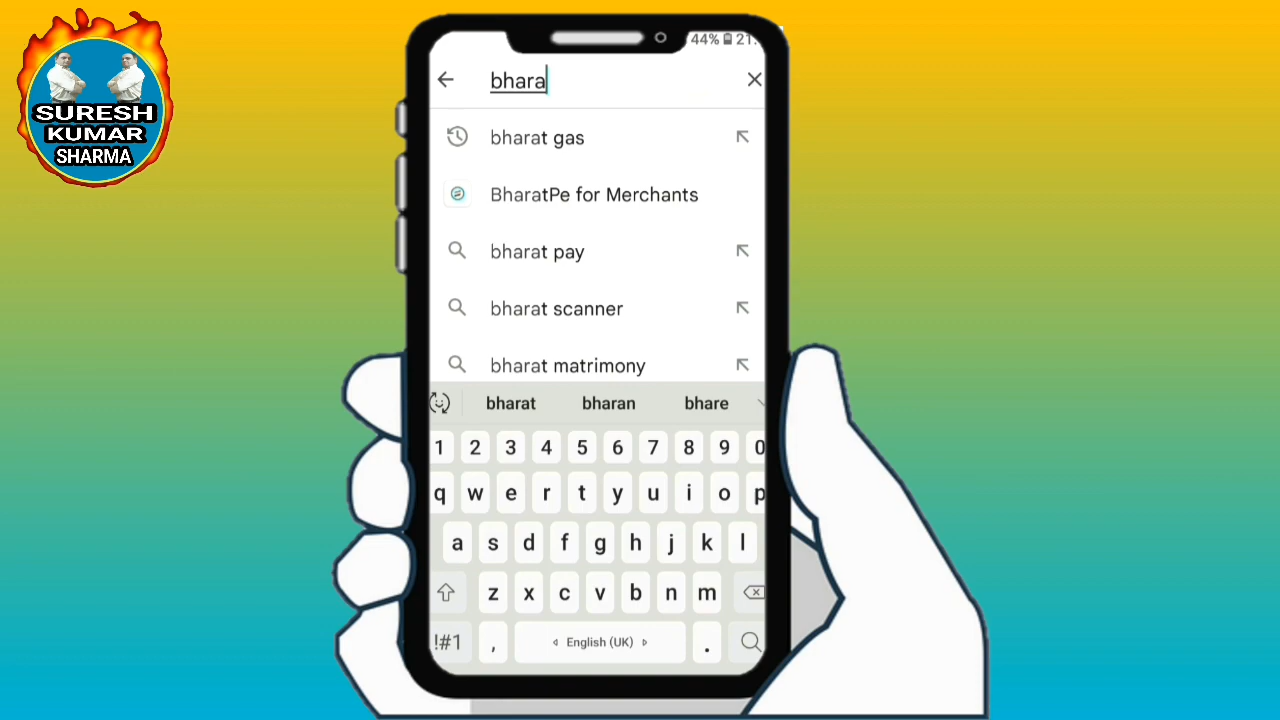 SURESH
KUMAR
SHARMA
44% 21
bhara
bharat gas
BharatPe for Merchants
bharat pay
bharat scanner
bharat matrimony
bharat bharan bhare
1 2 3 4 5 6 7 8 9 0
q w e r t y u i o p
a s d f g h j k l
z x c v b n m
!#1 , English (UK) .